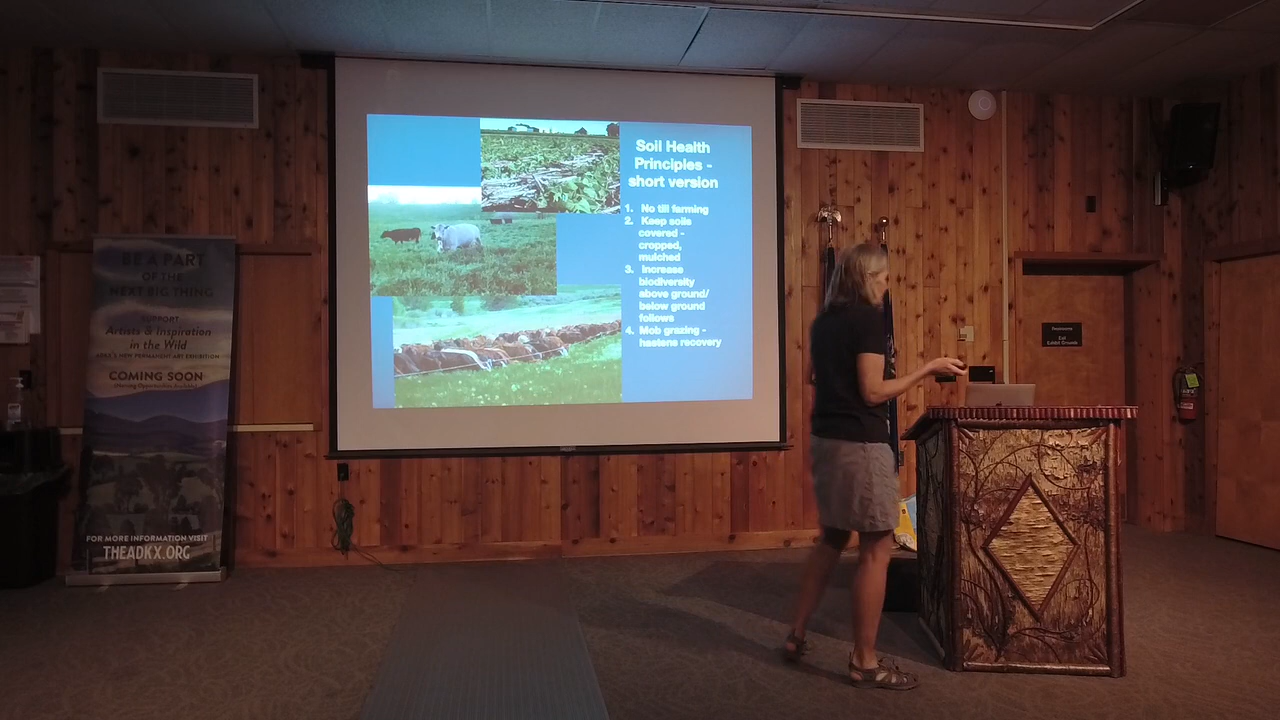 BE A PART
OF THE
NEXT BIG THING
SUPPORT
Artists & Inspiration
in the Wild
COMING SOON
FOR MORE INFORMATION VISIT
THEADKX.ORG
Soil Health
Principles -
short version
1. No till farming
2. Keep soils
covered -
cropped,
mulched
3. Increase
biodiversity
above ground/
below ground
follows
4. Mob grazing -
hastens recovery
Exit